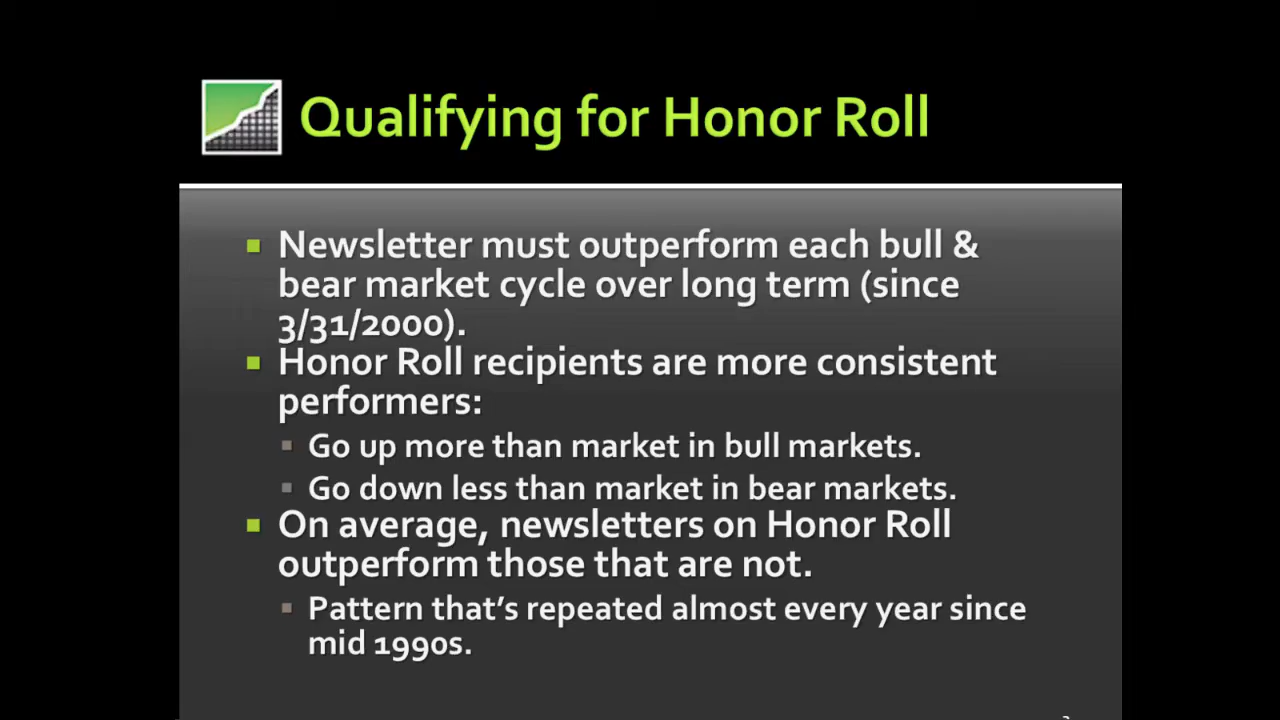 Qualifying for Honor Roll
Newsletter must outperform each bull &
bear market cycle over long term (since
3/31/2000).
Honor Roll recipients are more consistent
performers:
Go up more than market in bull markets.
Go down less than market in bear markets.
On average, newsletters on Honor Roll
outperform those that are not.
Pattern that's repeated almost every year since
mid 1990s.